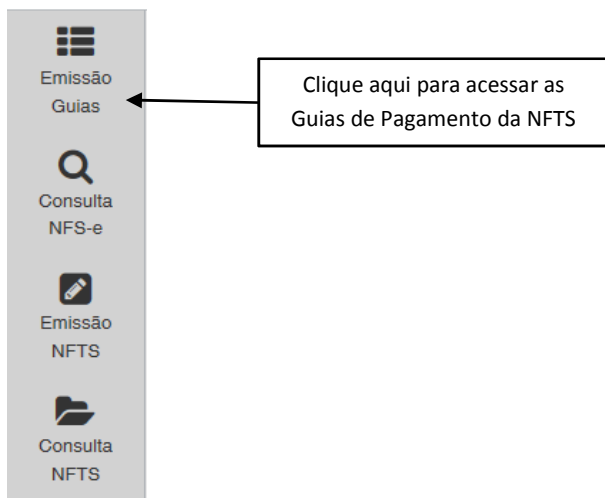 Emissão
Guias
Clique aqui para acessar as
Guias de Pagamento da NFTS
Consulta
NFS-e
Emissão
NFTS
Consulta
NFTS